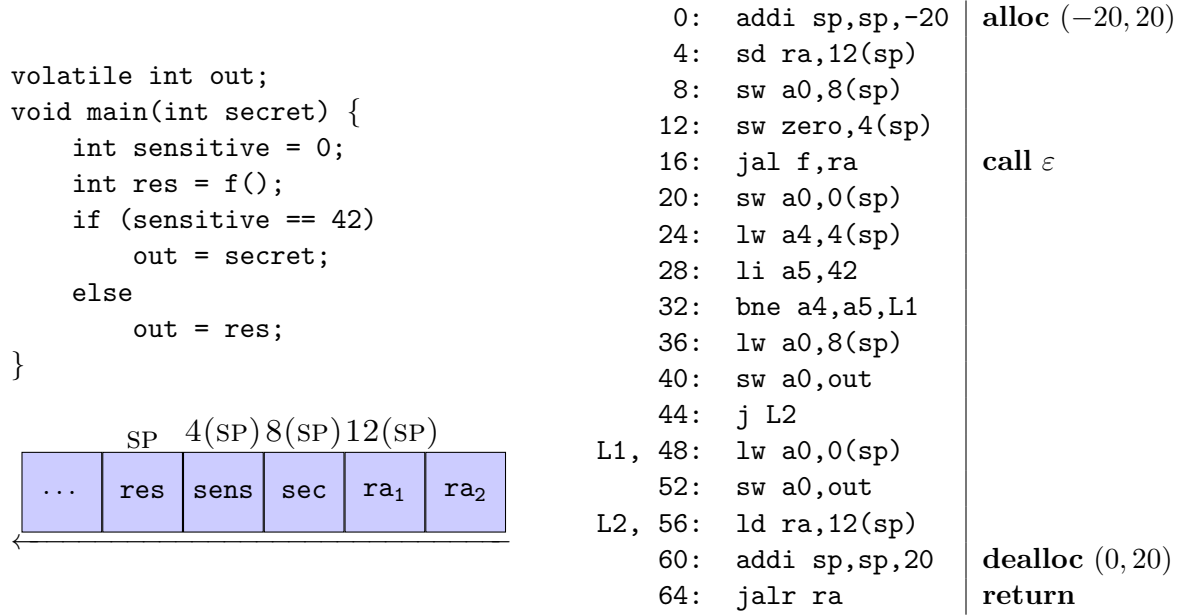 volatile int out;
void main(int secret) {
    int sensitive = 0;
    int res = f();
    if (sensitive == 42)
        out = secret;
    else
        out = res;
}
SP 4(SP) 8(SP) 12(SP)
... res sens sec ra₁ ra₂
0: addi sp,sp,-20 alloc (−20, 20)
4: sd ra,12(sp)
8: sw a0,8(sp)
12: sw zero,4(sp)
16: jal f,ra call ε
20: sw a0,0(sp)
24: lw a4,4(sp)
28: li a5,42
32: bne a4,a5,L1
36: lw a0,8(sp)
40: sw a0,out
44: j L2
L1, 48: lw a0,0(sp)
52: sw a0,out
L2, 56: ld ra,12(sp)
60: addi sp,sp,20 dealloc (0, 20)
64: jalr ra return